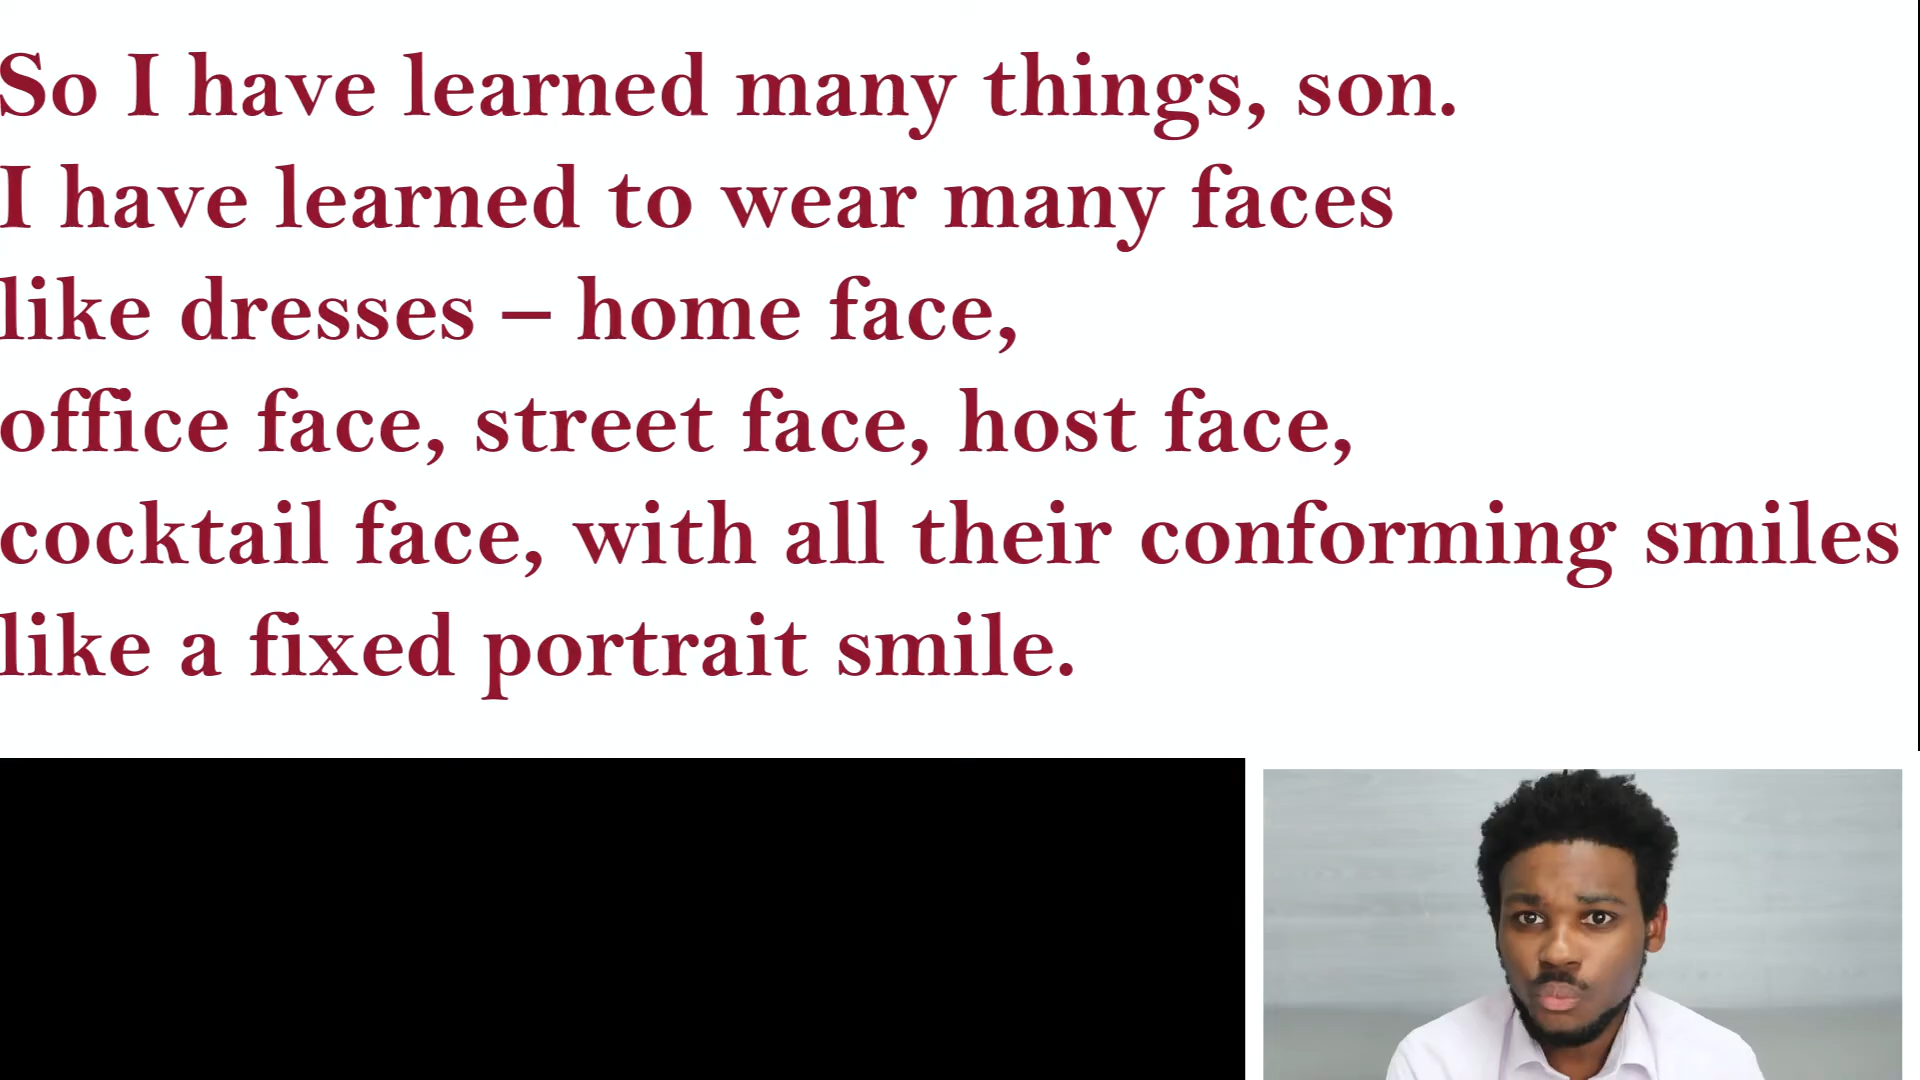 So I have learned many things, son.
I have learned to wear many faces
like dresses – home face,
office face, street face, host face,
cocktail face, with all their conforming smiles
like a fixed portrait smile.